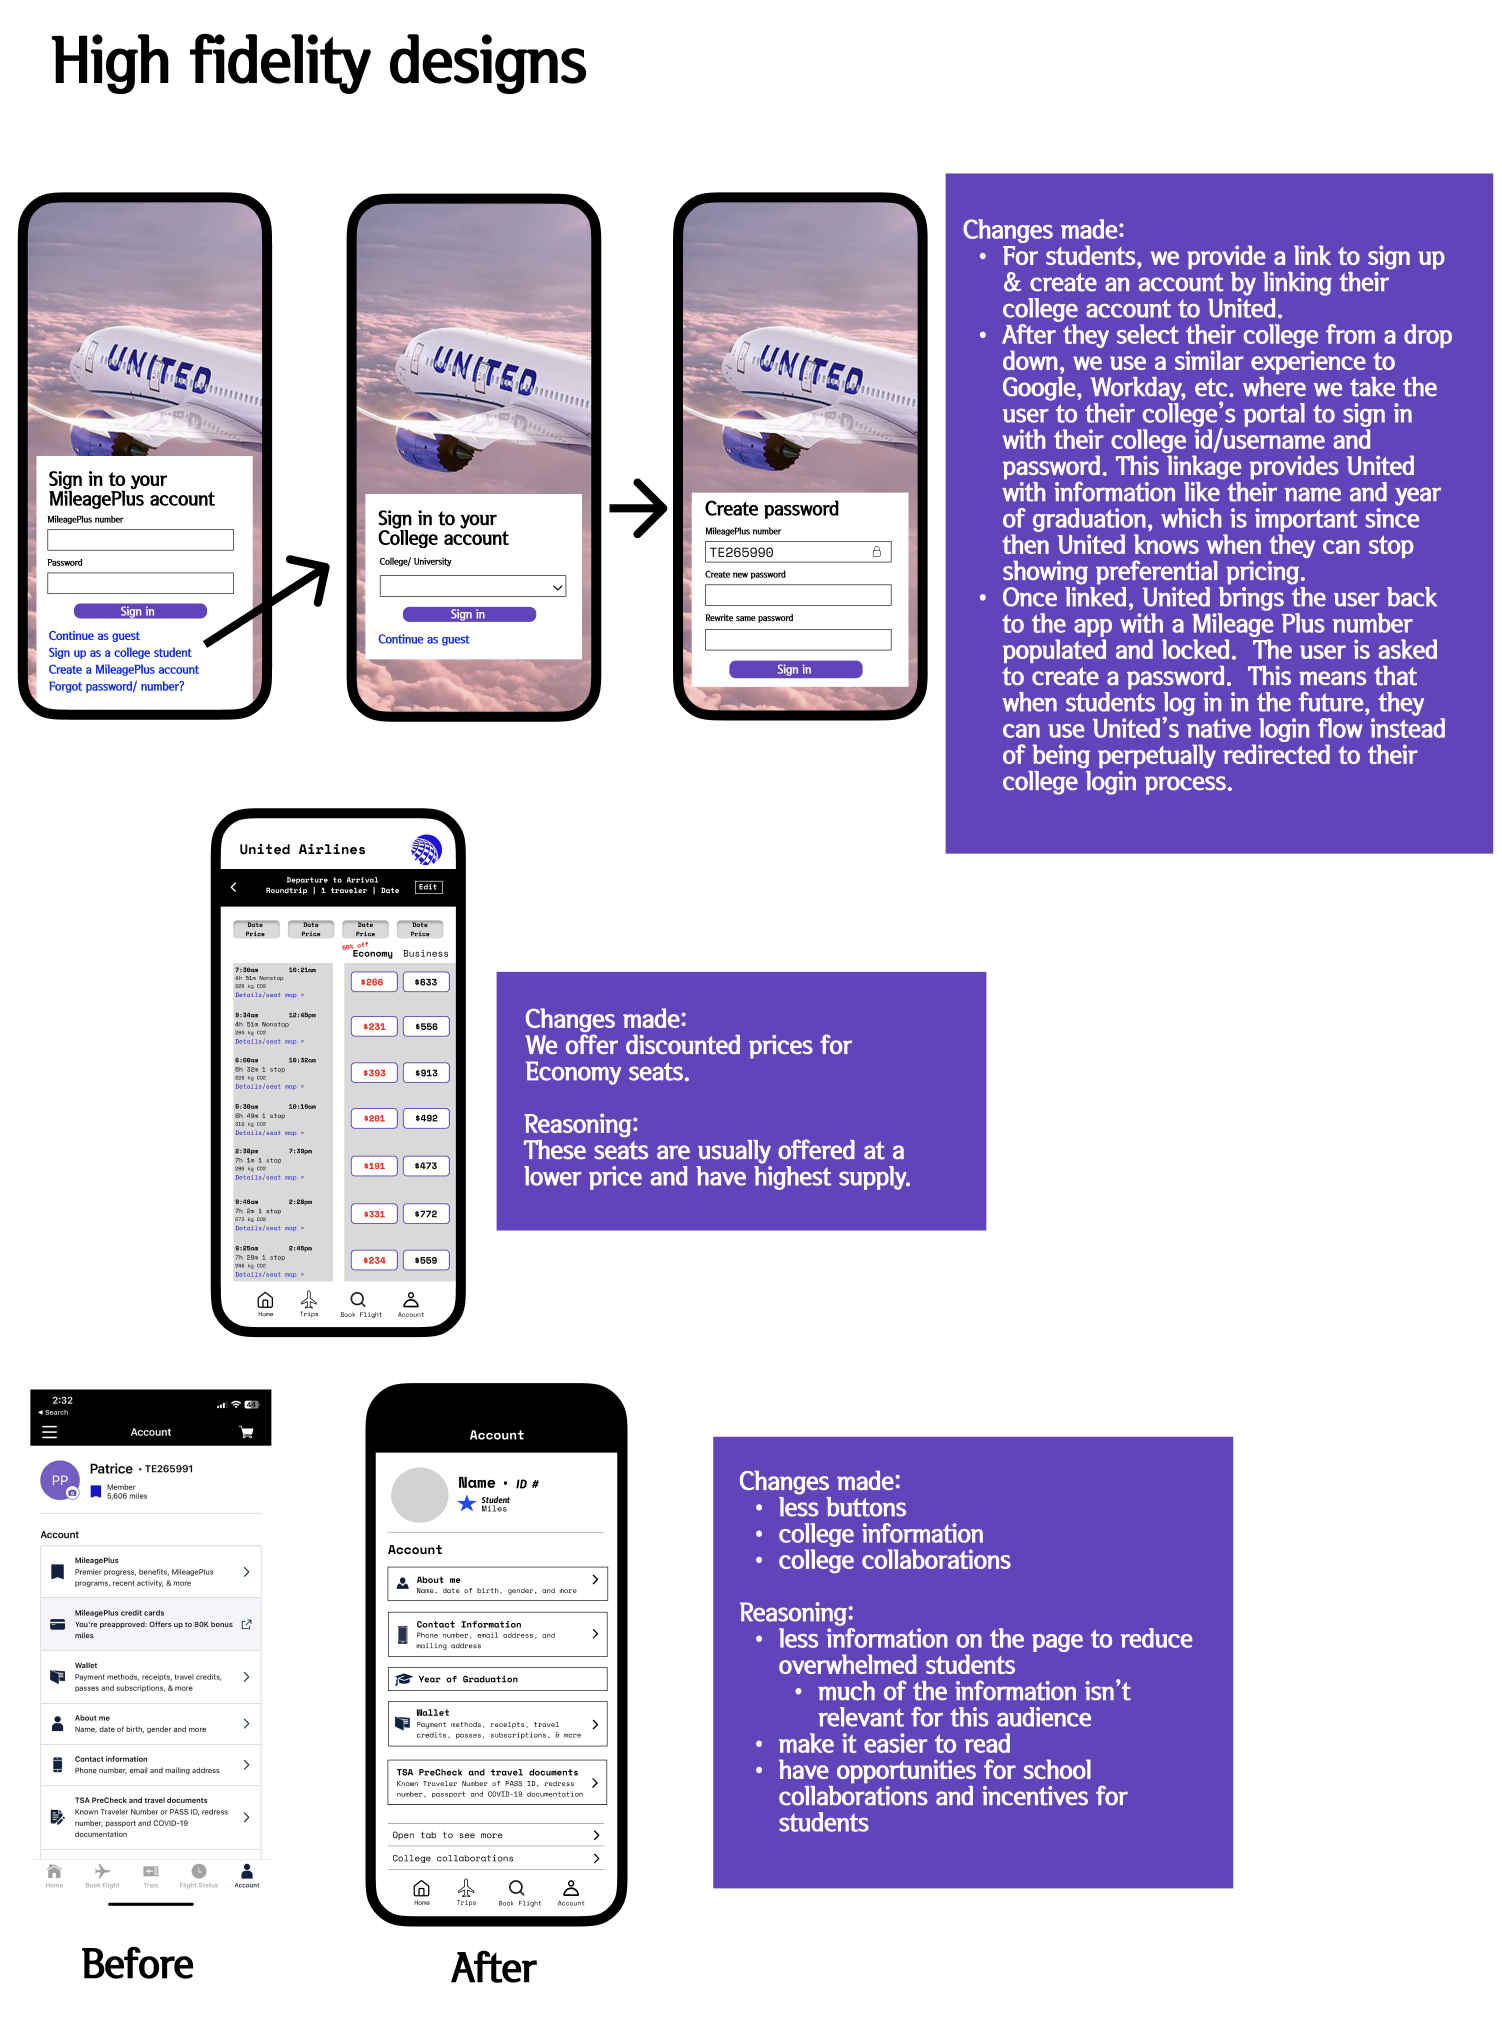 High fidelity designs
UNITED
Sign in to your
MileagePlus account
MileagePlus number
Password
Sign in
Continue as guest
Sign up as a college student
Create a MileagePlus account
Forgot password/ number?
UNITED
Sign in to your
College account
College/ University
Sign in
Continue as guest
UNITED
Create password
MileagePlus number
TE265990
Create new password
Rewrite same password
Sign in
Changes made:
• For students, we provide a link to sign up
& create an account by linking their
college account to United.
• After they select their college from a drop
down, we use a similar experience to
Google, Workday, etc. where we take the
user to their college's portal to sign in
with their college id/username and
password. This linkage provides United
with information like their name and year
of graduation, which is important since
then United knows when they can stop
showing preferential pricing.
• Once linked, United brings the user back
to the app with a Mileage Plus number
populated and locked.  The user is asked
to create a password.  This means that
when students log in in the future, they
can use United's native login flow instead
of being perpetually redirected to their
college login process.
United Airlines
Departure to Arrival
Roundtrip | 1 traveler | Date
Edit
Date Date Date Date
Price Price Price Price
50% off
Economy Business
7:30am 10:21am
4h 51m Nonstop
228 kg CO2
Details/seat map >
$266 $633
9:34am 12:45pm
4h 51m Nonstop
264 kg CO2
Details/seat map >
$231 $556
6:00am 10:32am
6h 32m 1 stop
228 kg CO2
Details/seat map >
$393 $913
5:30am 10:19am
6h 49m 1 stop
310 kg CO2
Details/seat map >
$201 $492
2:38pm 7:39pm
7h 1m 1 stop
286 kg CO2
Details/seat map >
$191 $473
9:46am 2:28pm
7h 2m 1 stop
273 kg CO2
Details/seat map >
$331 $772
9:25am 2:45pm
7h 20m 1 stop
246 kg CO2
Details/seat map >
$234 $559
Home Trips Book Flight Account
Changes made:
We offer discounted prices for
Economy seats.
Reasoning:
These seats are usually offered at a
lower price and have highest supply.
2:32
44
◂ Search
Account
PP
Patrice • TE265991
Member
5,606 miles
Account
MileagePlus
Premier progress, benefits, MileagePlus
programs, recent activity, & more
MileagePlus credit cards
You're preapproved: Offers up to 80K bonus
miles
Wallet
Payment methods, receipts, travel credits,
passes and subscriptions, & more
About me
Name, date of birth, gender and more
Contact information
Phone number, email and mailing address
TSA PreCheck and travel documents
Known Traveler Number or PASS ID, redress
number, passport and COVID-19
documentation
Home Book Flight Trips Flight Status Account
Before
Account
Name • ID #
Student
Miles
Account
About me
Name, date of birth, gender, and more
Contact Information
Phone number, email address, and
mailing address
Year of Graduation
Wallet
Payment methods, receipts, travel
credits, passes, subscriptions, & more
TSA PreCheck and travel documents
Known Traveler Number of PASS ID, redress
number, passport and COVID-19 documentation
Open tab to see more
College collaborations
Home Trips Book Flight Account
After
Changes made:
• less buttons
• college information
• college collaborations
Reasoning:
• less information on the page to reduce
overwhelmed students
• much of the information isn't
relevant for this audience
• make it easier to read
• have opportunities for school
collaborations and incentives for
students